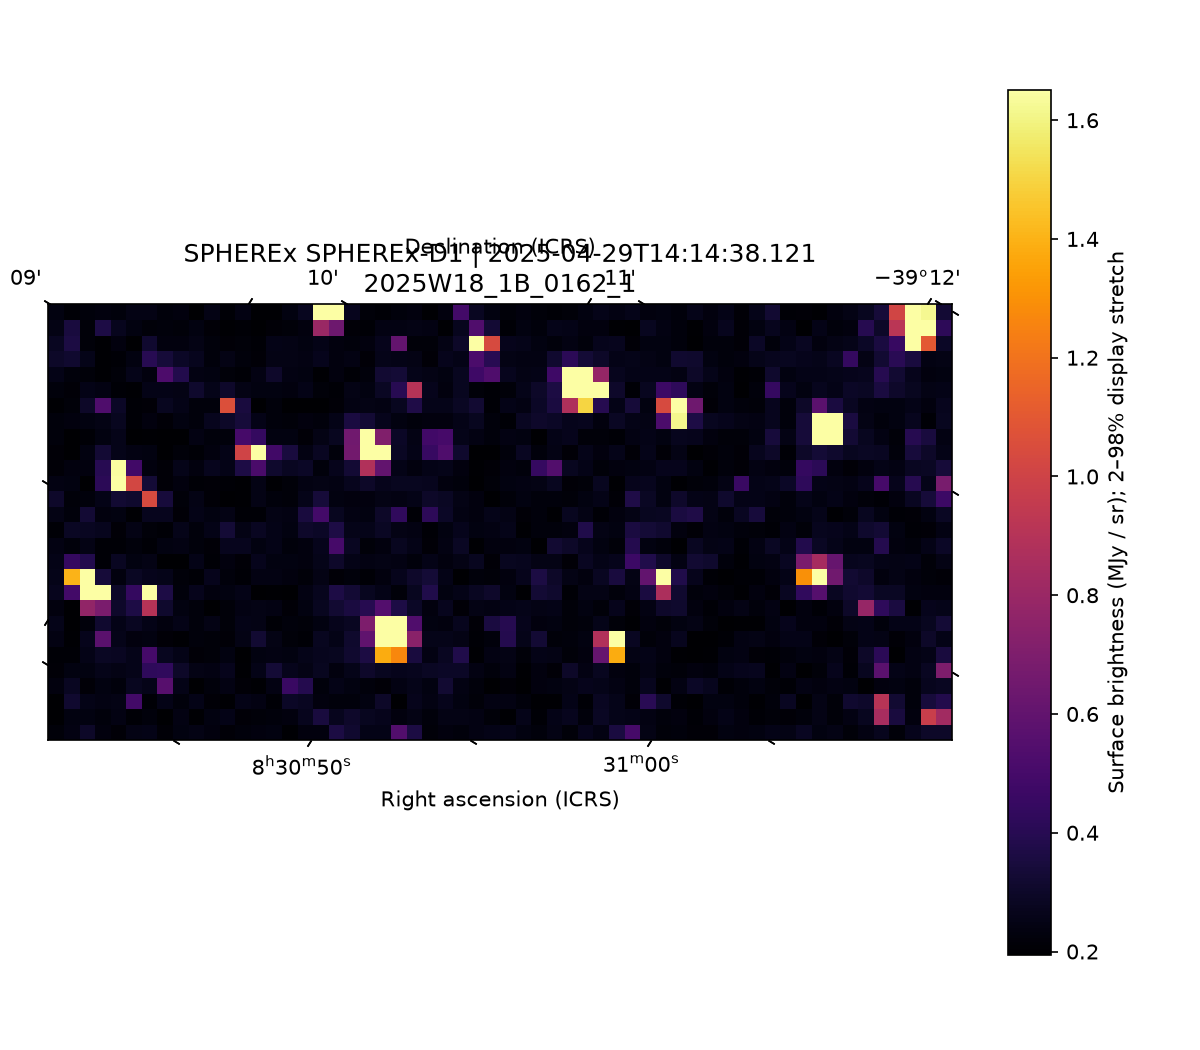 Declination (ICRS)
SPHEREx SPHEREx-D1 | 2025-04-29T14:14:38.121
2025W18_1B_0162_1
09'
10'
11'
−39°12'
8ʰ30ᵐ50ˢ
31ᵐ00ˢ
Right ascension (ICRS)
1.6
1.4
1.2
1.0
0.8
0.6
0.4
0.2
Surface brightness (MJy / sr); 2–98% display stretch